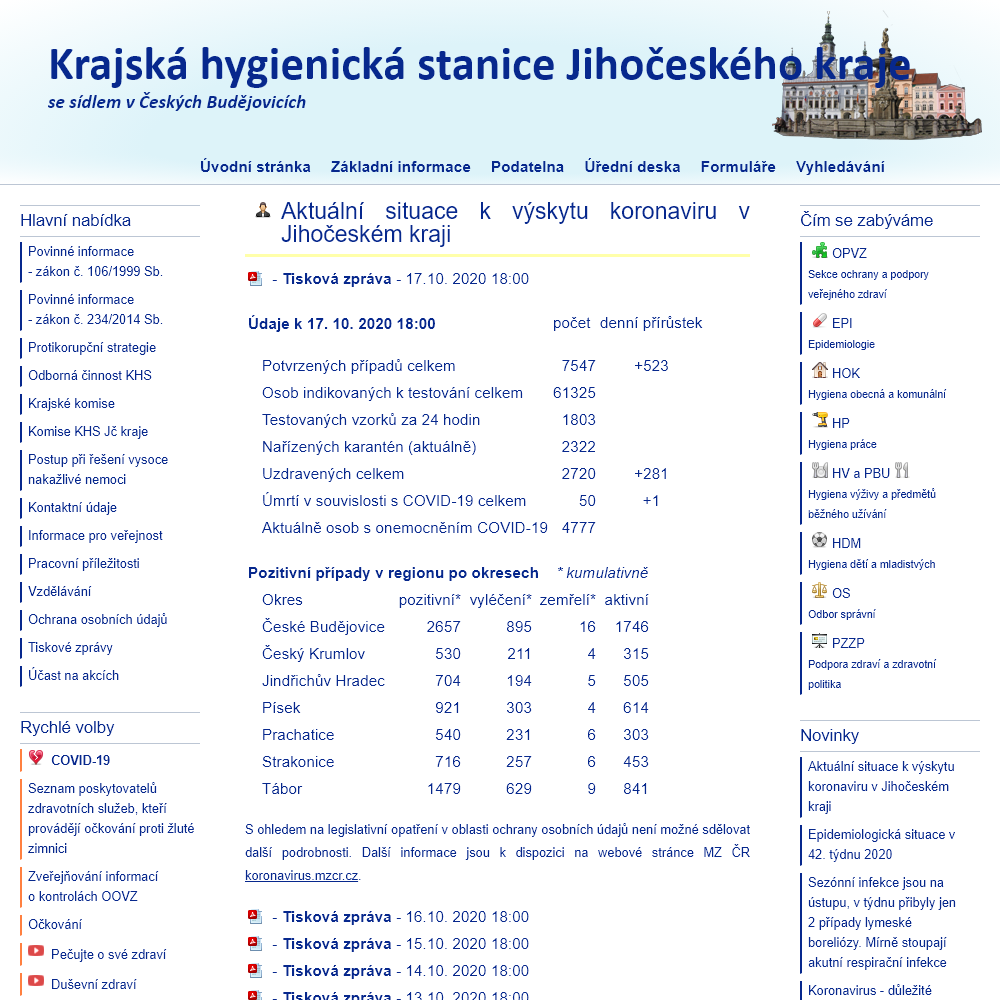 Krajská hygienická stanice Jihočeského kraje
se sídlem v Českých Budějovicích
Úvodní stránka Základní informace Podatelna Úřední deska Formuláře Vyhledávání
Hlavní nabídka
Povinné informace
- zákon č. 106/1999 Sb.
Povinné informace
- zákon č. 234/2014 Sb.
Protikorupční strategie
Odborná činnost KHS
Krajské komise
Komise KHS Jč kraje
Postup při řešení vysoce
nakažlivé nemoci
Kontaktní údaje
Informace pro veřejnost
Pracovní příležitosti
Vzdělávání
Ochrana osobních údajů
Tiskové zprávy
Účast na akcích
Rychlé volby
COVID-19
Seznam poskytovatelů
zdravotních služeb, kteří
provádějí očkování proti žluté
zimnici
Zveřejňování informací
o kontrolách OOVZ
Očkování
Pečujte o své zdraví
Duševní zdraví
Aktuální situace k výskytu koronaviru v
Jihočeském kraji
- Tisková zpráva - 17.10. 2020 18:00
Údaje k 17. 10. 2020 18:00 počet denní přírůstek
Potvrzených případů celkem 7547 +523
Osob indikovaných k testování celkem 61325
Testovaných vzorků za 24 hodin 1803
Nařízených karantén (aktuálně) 2322
Uzdravených celkem 2720 +281
Úmrtí v souvislosti s COVID-19 celkem 50 +1
Aktuálně osob s onemocněním COVID-19 4777
Pozitivní případy v regionu po okresech * kumulativně
Okres pozitivní* vyléčení* zemřelí* aktivní
České Budějovice 2657 895 16 1746
Český Krumlov 530 211 4 315
Jindřichův Hradec 704 194 5 505
Písek 921 303 4 614
Prachatice 540 231 6 303
Strakonice 716 257 6 453
Tábor 1479 629 9 841
S ohledem na legislativní opatření v oblasti ochrany osobních údajů není možné sdělovat
další podrobnosti. Další informace jsou k dispozici na webové stránce MZ ČR
koronavirus.mzcr.cz.
- Tisková zpráva - 16.10. 2020 18:00
- Tisková zpráva - 15.10. 2020 18:00
- Tisková zpráva - 14.10. 2020 18:00
- Tisková zpráva - 13.10. 2020 18:00
Čím se zabýváme
OPVZ
Sekce ochrany a podpory
veřejného zdraví
EPI
Epidemiologie
HOK
Hygiena obecná a komunální
HP
Hygiena práce
HV a PBU
Hygiena výživy a předmětů
běžného užívání
HDM
Hygiena dětí a mladistvých
OS
Odbor správní
PZZP
Podpora zdraví a zdravotní
politika
Novinky
Aktuální situace k výskytu
koronaviru v Jihočeském
kraji
Epidemiologická situace v
42. týdnu 2020
Sezónní infekce jsou na
ústupu, v týdnu přibyly jen
2 případy lymeské
boreliózy. Mírně stoupají
akutní respirační infekce
Koronavirus - důležité